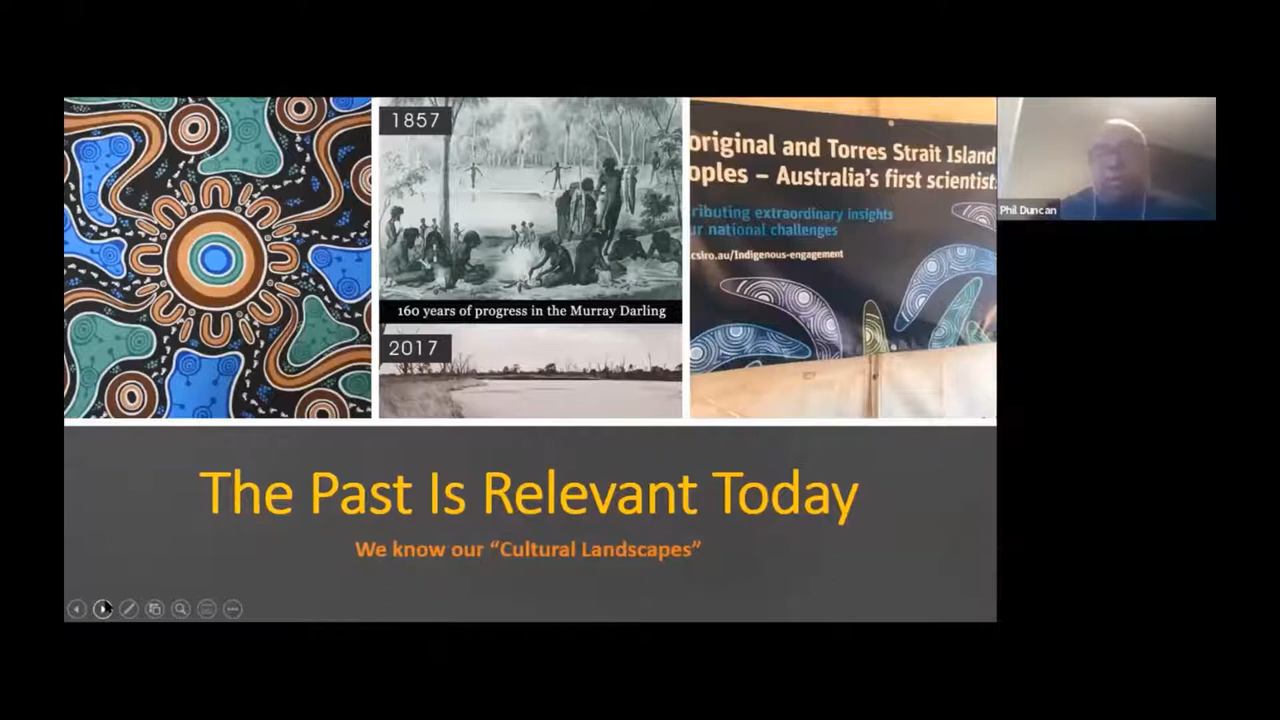 1857
160 years of progress in the Murray Darling
2017
original and Torres Strait Island
oples – Australia's first scientists
ributing extraordinary insights
ur national challenges
csiro.au/Indigenous-engagement
Phil Duncan
The Past Is Relevant Today
We know our “Cultural Landscapes”